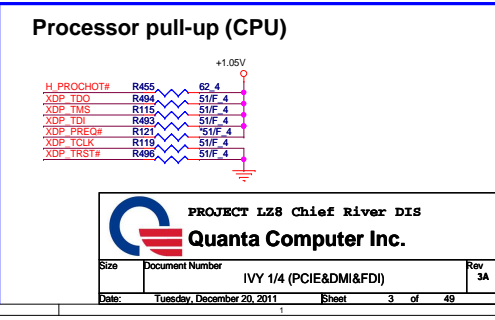 Processor pull-up (CPU)
+1.05V
H_PROCHOT# R455 62_4
XDP_TDO R494 51/F_4
XDP_TMS R115 51/F_4
XDP_TDI R493 51/F_4
XDP_PREQ# R121 *51/F_4
XDP_TCLK R119 51/F_4
XDP_TRST# R496 51/F_4
PROJECT LZ8 Chief River DIS
Quanta Computer Inc.
Size Document Number Rev
IVY 1/4 (PCIE&DMI&FDI) 3A
Date: Tuesday, December 20, 2011 Sheet 3 of 49
1